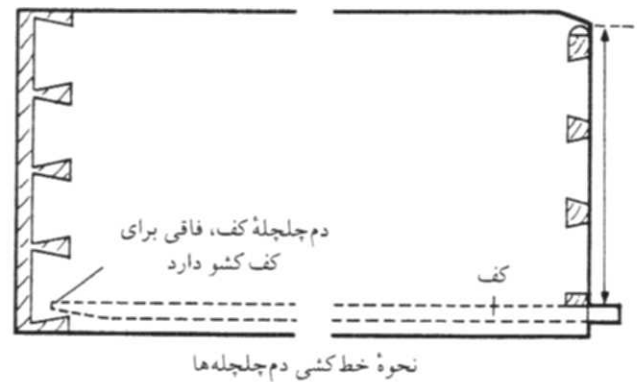 دم‌چلچلهٔ کف، فاقی برای
کف کشو دارد
کف
نحوهٔ خط‌کشی دم‌چلچله‌ها